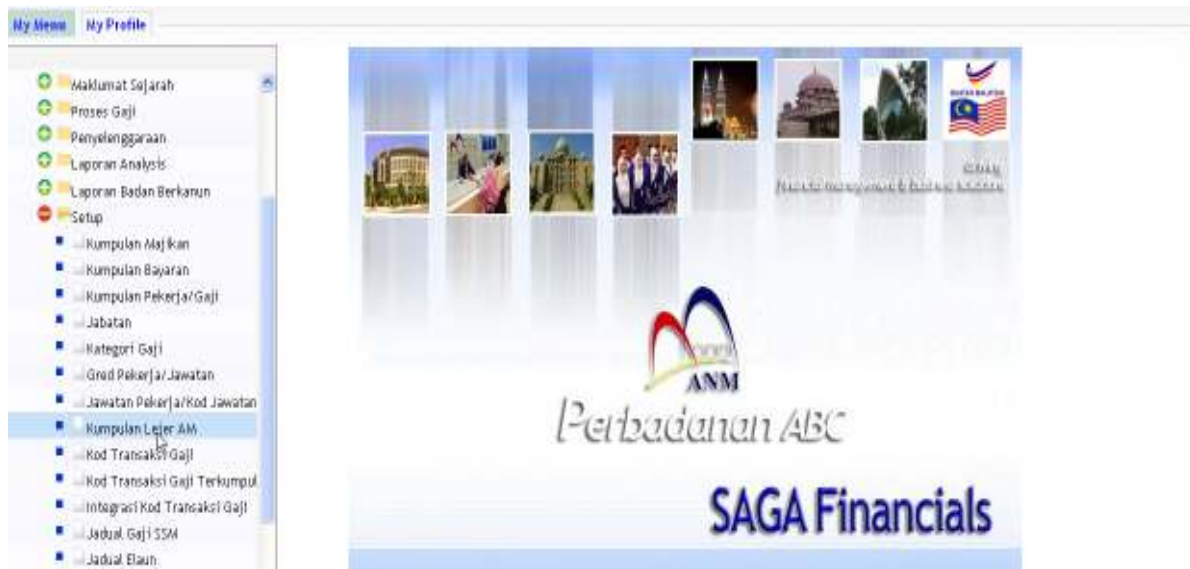 My Menu
My Profile
Maklumat Sejarah
Proses Gaji
Penyelenggaraan
Laporan Analysis
Laporan Badan Berkanun
Setup
Kumpulan Majikan
Kumpulan Bayaran
Kumpulan Pekerja/Gaji
Jabatan
Kategori Gaji
Gred Pekerja/Jawatan
Jawatan Pekerja/Kod Jawatan
Kumpulan Lejer AM
Kod Transaksi Gaji
Kod Transaksi Gaji Terkumpul
Integrasi Kod Transaksi Gaji
Jadual Gaji SSM
Jadual Elaun
ANM
Perbadanan ABC
SAGA Financials